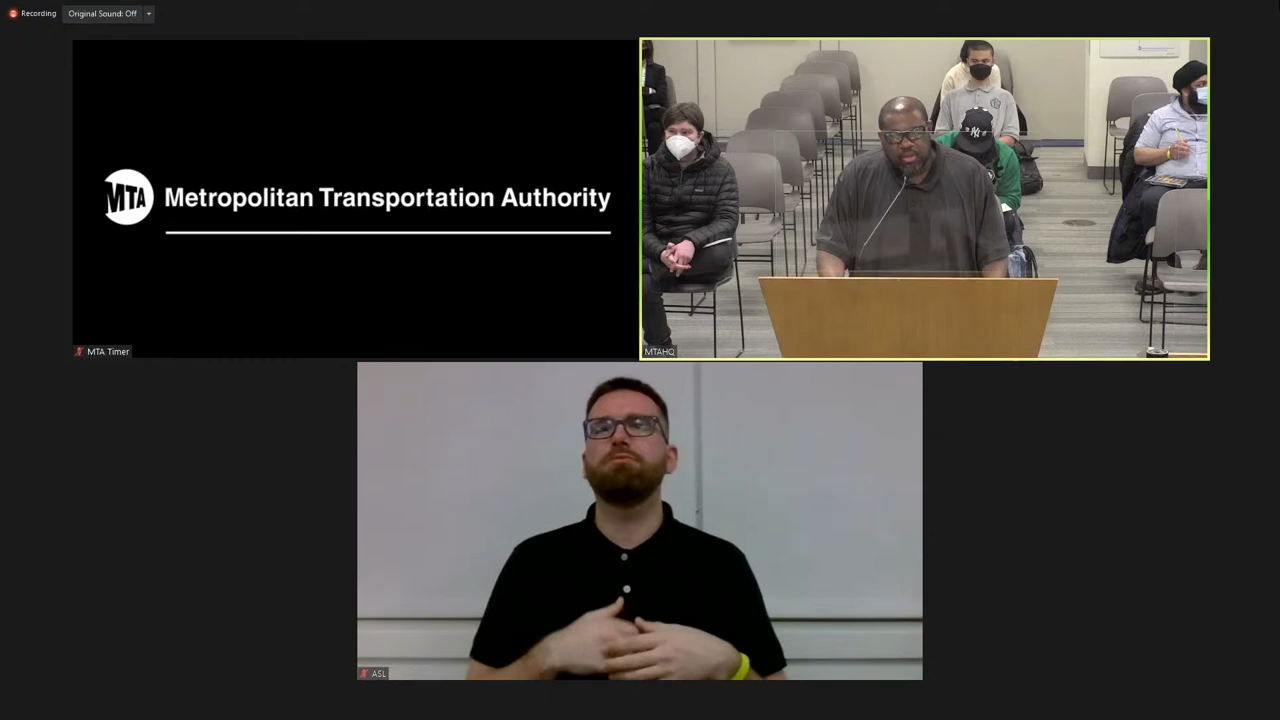 Recording
Original Sound: Off
MTA Metropolitan Transportation Authority
MTA Timer
MTAHQ
ASL